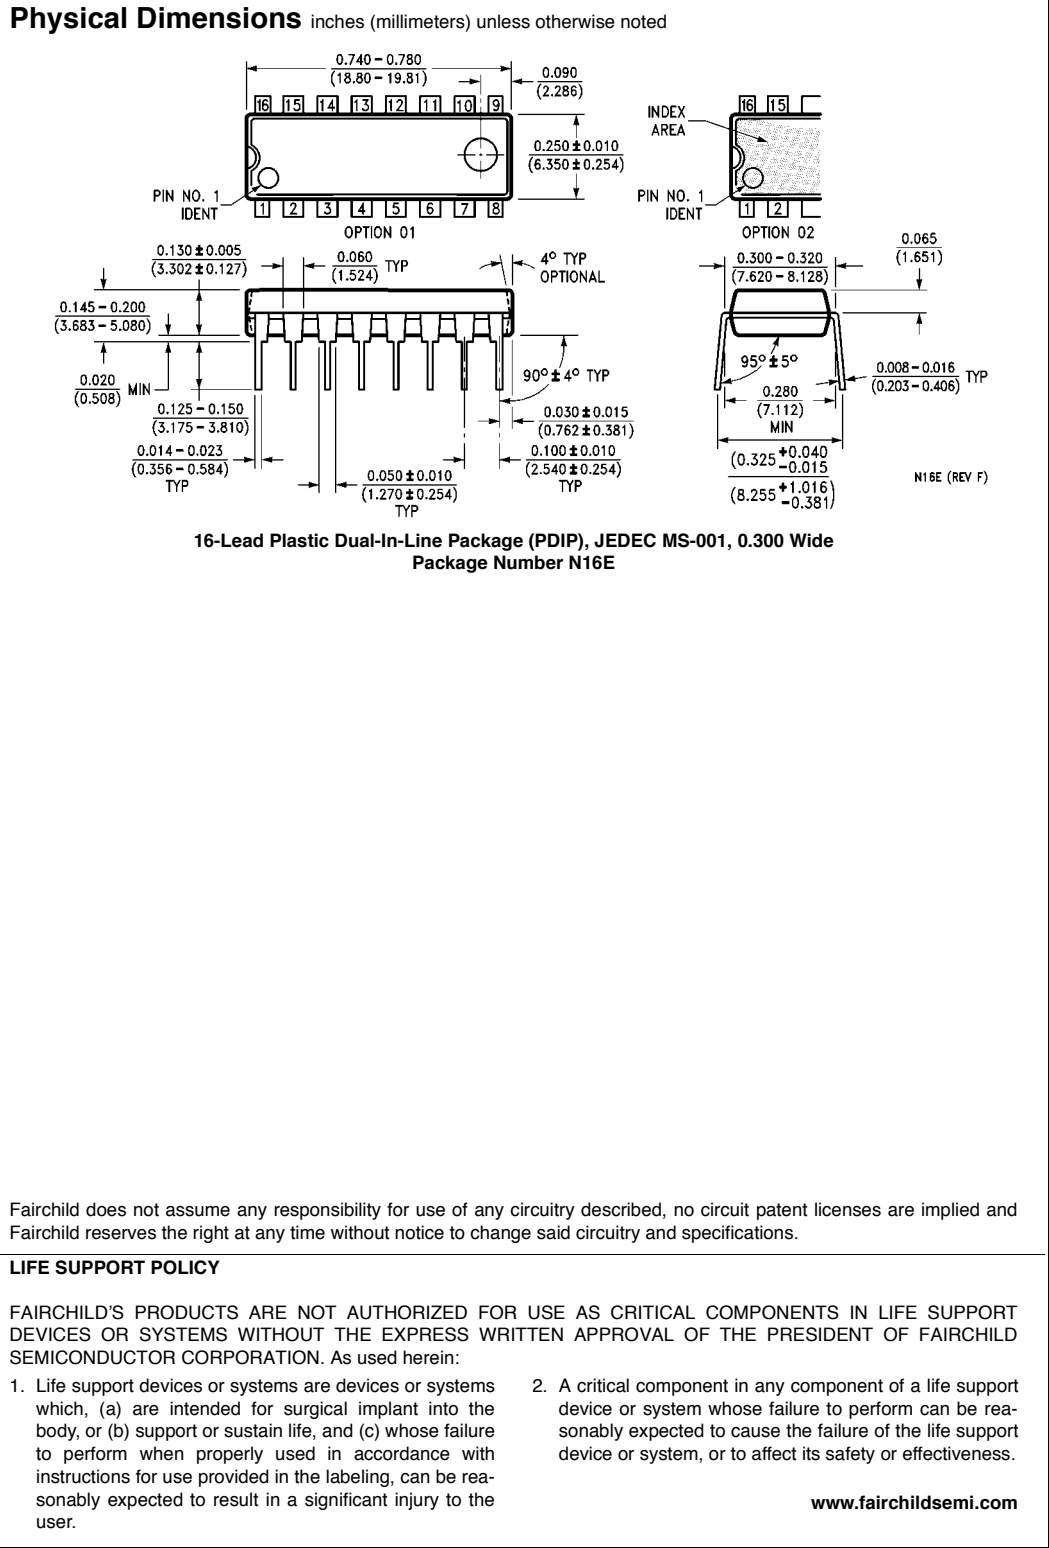 Physical Dimensions inches (millimeters) unless otherwise noted
0.740 – 0.780
(18.80 – 19.81)
0.090
(2.286)
16 15 14 13 12 11 10 9
0.250 ± 0.010
(6.350 ± 0.254)
PIN NO. 1
IDENT
1 2 3 4 5 6 7 8
OPTION 01
INDEX
AREA
16 15
PIN NO. 1
IDENT
1 2
OPTION 02
0.130 ± 0.005
(3.302 ± 0.127)
0.060
(1.524)
TYP
4° TYP
OPTIONAL
0.145 – 0.200
(3.683 – 5.080)
0.020
(0.508)
MIN
0.125 – 0.150
(3.175 – 3.810)
0.014 – 0.023
(0.356 – 0.584)
TYP
0.050 ± 0.010
(1.270 ± 0.254)
TYP
90° ± 4° TYP
0.030 ± 0.015
(0.762 ± 0.381)
0.100 ± 0.010
(2.540 ± 0.254)
TYP
0.300 – 0.320
(7.620 – 8.128)
0.065
(1.651)
95° ± 5°
0.008 – 0.016
(0.203 – 0.406)
TYP
0.280
(7.112)
MIN
(0.325 +0.040
–0.015
(8.255 +1.016
–0.381)
N16E (REV F)
16-Lead Plastic Dual-In-Line Package (PDIP), JEDEC MS-001, 0.300 Wide
Package Number N16E
Fairchild does not assume any responsibility for use of any circuitry described, no circuit patent licenses are implied and
Fairchild reserves the right at any time without notice to change said circuitry and specifications.
LIFE SUPPORT POLICY
FAIRCHILD'S PRODUCTS ARE NOT AUTHORIZED FOR USE AS CRITICAL COMPONENTS IN LIFE SUPPORT
DEVICES OR SYSTEMS WITHOUT THE EXPRESS WRITTEN APPROVAL OF THE PRESIDENT OF FAIRCHILD
SEMICONDUCTOR CORPORATION. As used herein:
1. Life support devices or systems are devices or systems
which, (a) are intended for surgical implant into the
body, or (b) support or sustain life, and (c) whose failure
to perform when properly used in accordance with
instructions for use provided in the labeling, can be rea-
sonably expected to result in a significant injury to the
user.
2. A critical component in any component of a life support
device or system whose failure to perform can be rea-
sonably expected to cause the failure of the life support
device or system, or to affect its safety or effectiveness.
www.fairchildsemi.com